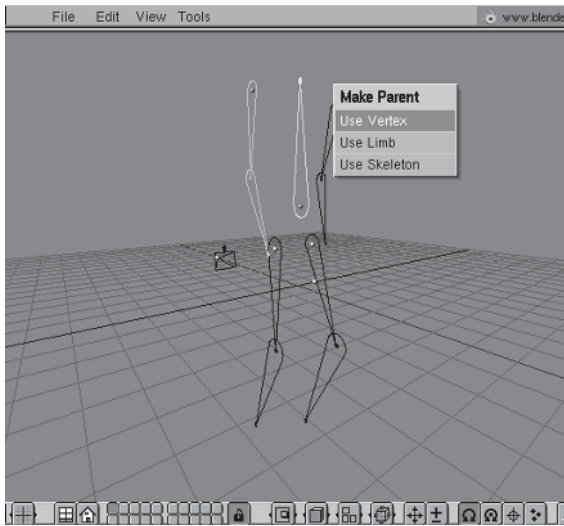 File Edit View Tools
www.blende
Make Parent
Use Vertex
Use Limb
Use Skeleton